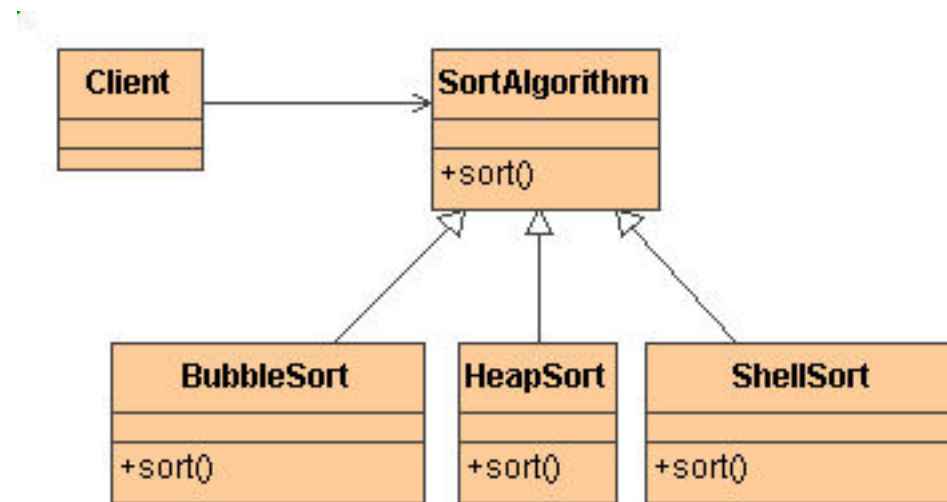 Client
SortAlgorithm
+sort()
BubbleSort
HeapSort
ShellSort
+sort()
+sort()
+sort()